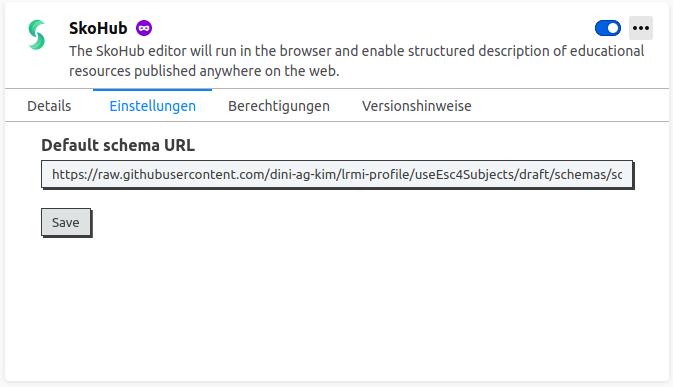 SkoHub
The SkoHub editor will run in the browser and enable structured description of educational
resources published anywhere on the web.
Details Einstellungen Berechtigungen Versionshinweise
Default schema URL
https://raw.githubusercontent.com/dini-ag-kim/lrmi-profile/useEsc4Subjects/draft/schemas/sc
Save